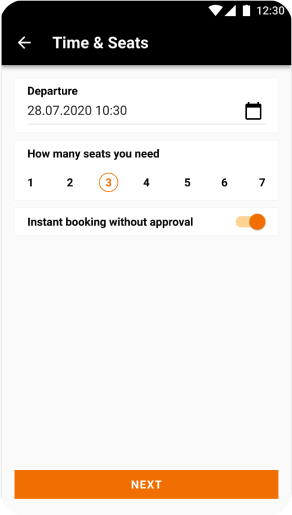 12:30
Time & Seats
Departure
28.07.2020 10:30
How many seats you need
1 2 3 4 5 6 7
Instant booking without approval
NEXT